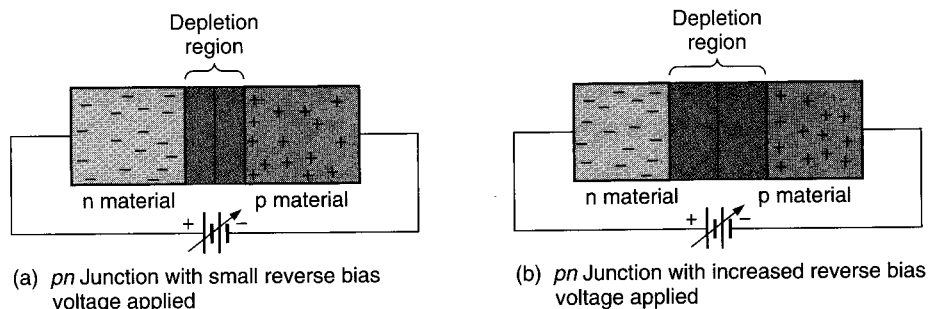 Depletion
region
n material
p material
+
−
(a) pn Junction with small reverse bias
voltage applied
Depletion
region
n material
p material
+
−
(b) pn Junction with increased reverse bias
voltage applied